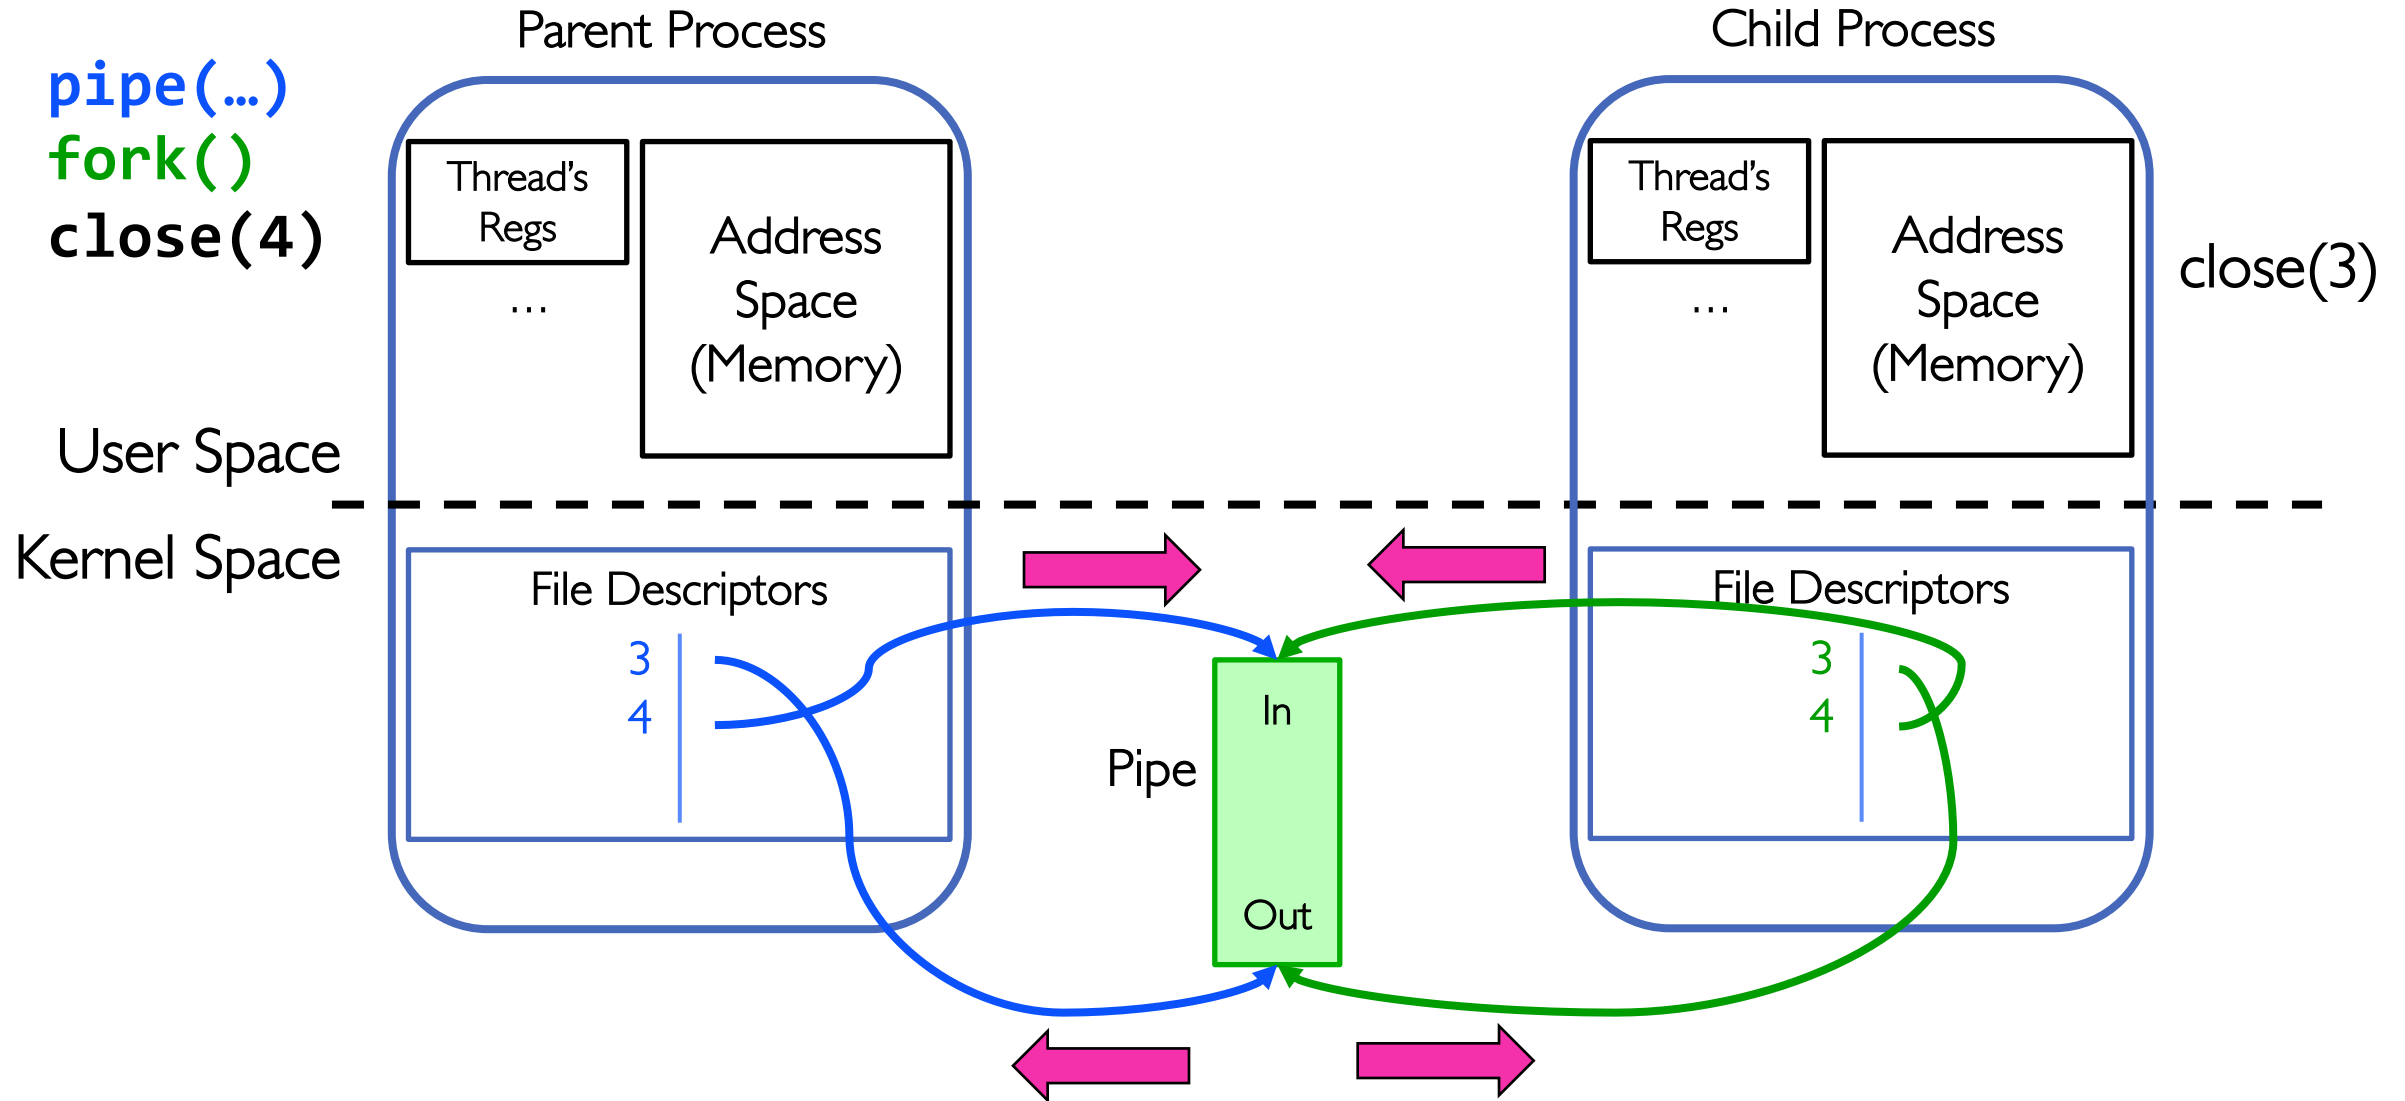 Parent Process
Child Process
pipe(…)
fork()
close(4)
Thread's
Regs
…
Address
Space
(Memory)
Thread's
Regs
…
Address
Space
(Memory)
close(3)
User Space
Kernel Space
File Descriptors
3
4
File Descriptors
3
4
In
Pipe
Out